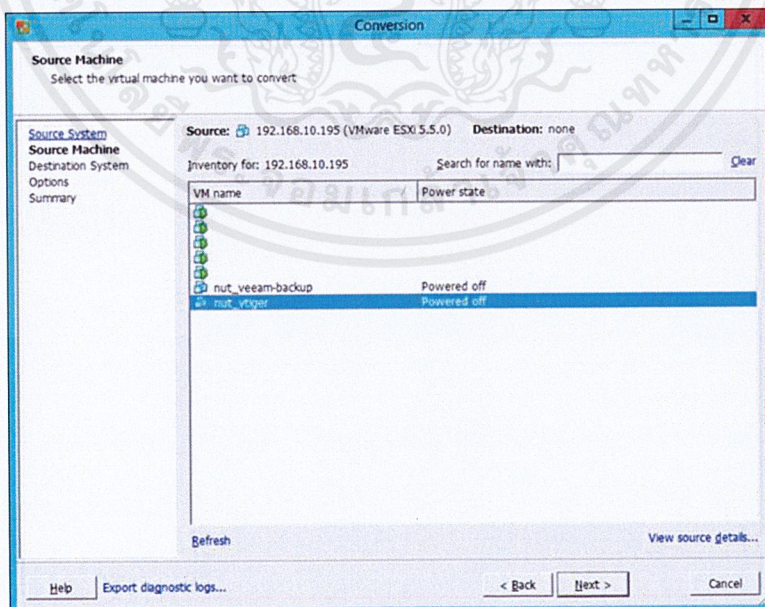 Conversion
Source Machine
Select the virtual machine you want to convert
Source System
Source Machine
Destination System
Options
Summary
Source: 192.168.10.195 (VMware ESXi 5.5.0) Destination: none
Inventory for: 192.168.10.195 Search for name with: Clear
VM name Power state
nut_veeam-backup Powered off
nut_vtiger Powered off
Refresh View source details...
Help Export diagnostic logs... < Back Next > Cancel